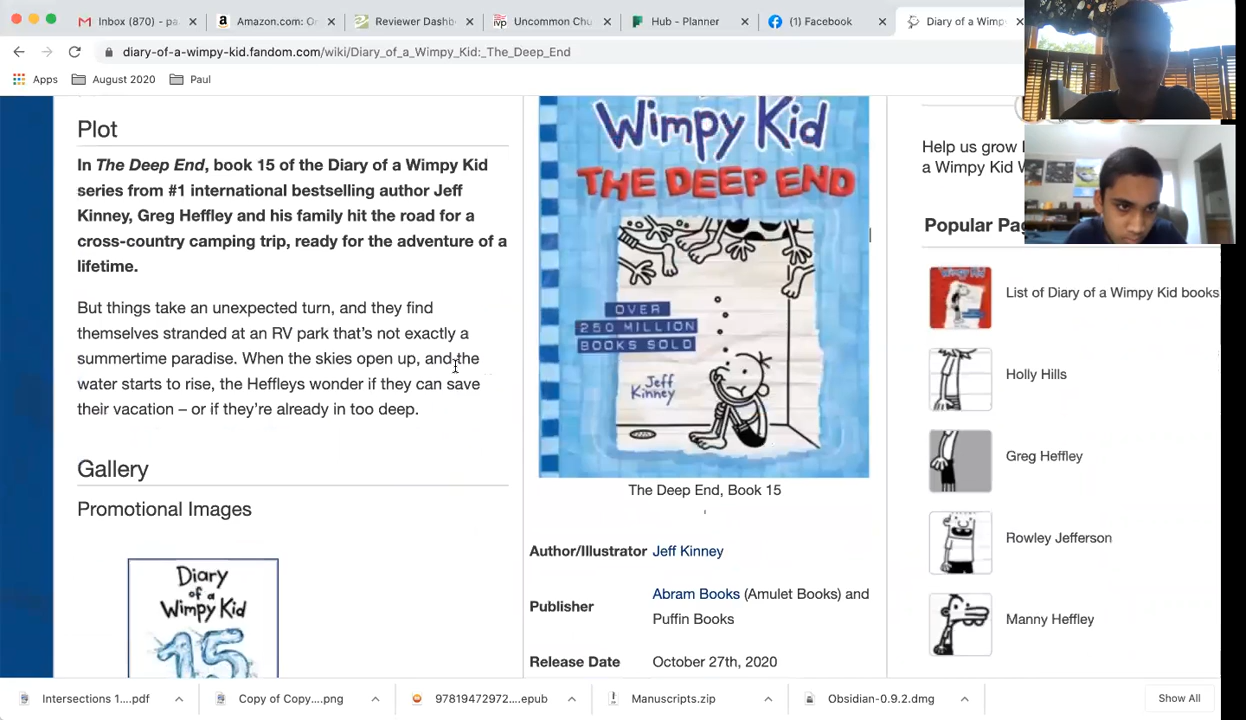 Inbox (870) - pa
Amazon.com: Or
Reviewer Dashb
Uncommon Chu
Hub - Planner
(1) Facebook
Diary of a Wimp
diary-of-a-wimpy-kid.fandom.com/wiki/Diary_of_a_Wimpy_Kid:_The_Deep_End
Apps
August 2020
Paul
Plot
In The Deep End, book 15 of the Diary of a Wimpy Kid
series from #1 international bestselling author Jeff
Kinney, Greg Heffley and his family hit the road for a
cross-country camping trip, ready for the adventure of a
lifetime.
But things take an unexpected turn, and they find
themselves stranded at an RV park that's not exactly a
summertime paradise. When the skies open up, and the
water starts to rise, the Heffleys wonder if they can save
their vacation – or if they're already in too deep.
Gallery
Promotional Images
Diary
of a
Wimpy Kid
15
Wimpy Kid
THE DEEP END
OVER
250 MILLION
BOOKS SOLD
Jeff
Kinney
The Deep End, Book 15
Author/Illustrator Jeff Kinney
Publisher
Abram Books (Amulet Books) and
Puffin Books
Release Date October 27th, 2020
Help us grow
a Wimpy Kid W
Popular Pag
List of Diary of a Wimpy Kid books
Holly Hills
Greg Heffley
Rowley Jefferson
Manny Heffley
Intersections 1....pdf
Copy of Copy....png
97819472972....epub
Manuscripts.zip
Obsidian-0.9.2.dmg
Show All